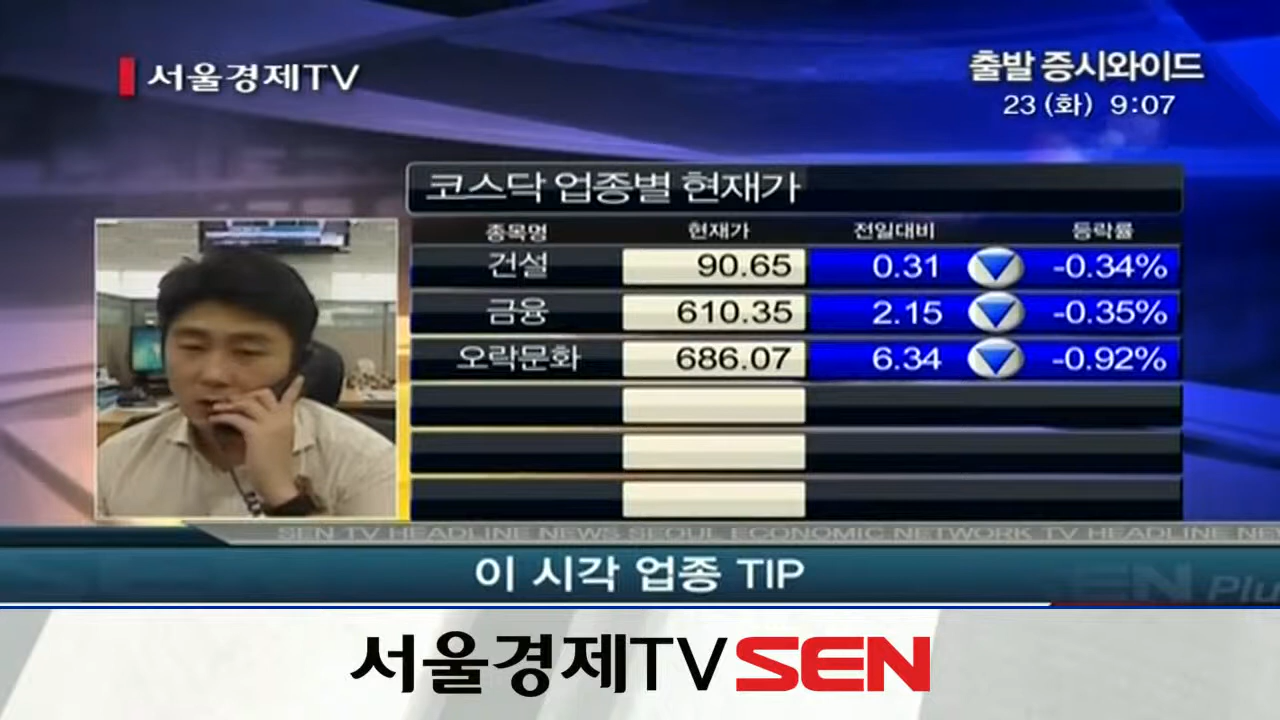 서울경제TV
출발 증시와이드
23 (화) 9:07
코스닥 업종별 현재가
종목명 현재가 전일대비 등락률
건설 90.65 0.31 -0.34%
금융 610.35 2.15 -0.35%
오락문화 686.07 6.34 -0.92%
SEN TV HEADLINE NEWS SEOUL ECONOMIC NETWORK TV HEADLINE NEWS
이 시각 업종 TIP
EN Plu
서울경제TV SEN